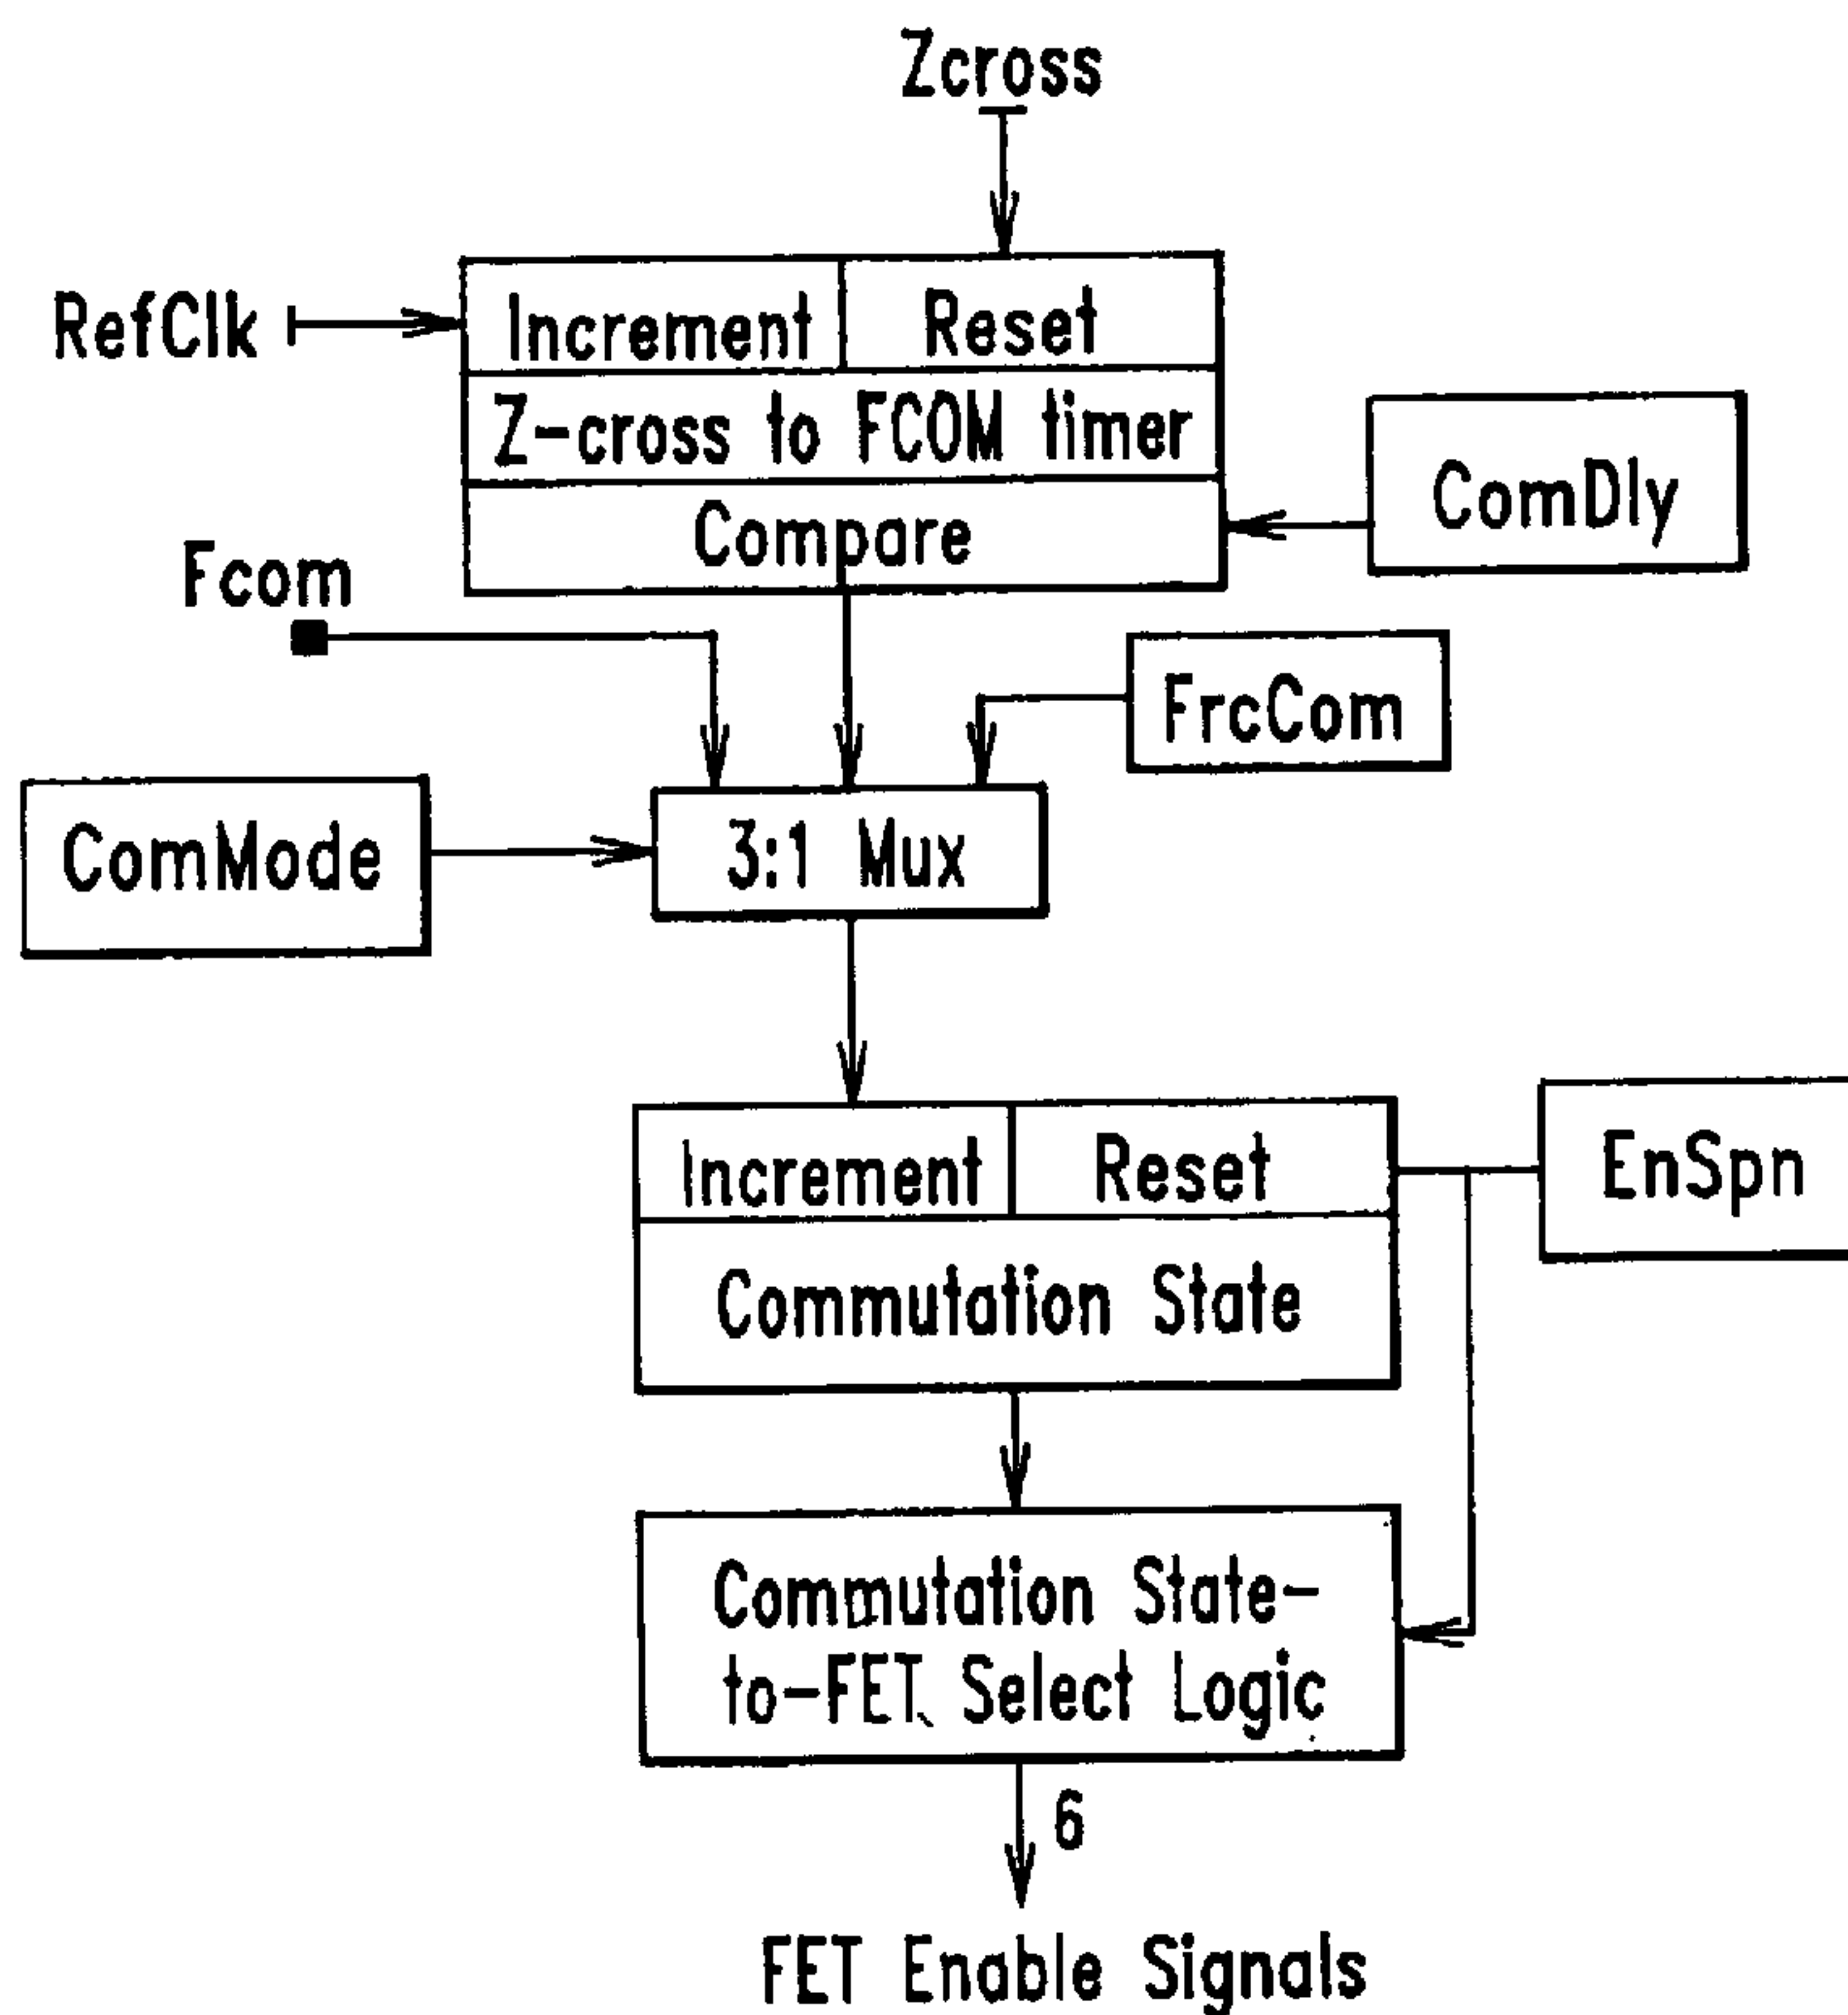 Zcross
RefClk
Increment
Reset
Z-cross to FCOM timer
Compare
ComDly
Fcom
FrcCom
ComMode
3:1 Mux
Increment
Reset
EnSpn
Commutation State
Commutation State-
to-FET Select Logic
6
FET Enable Signals